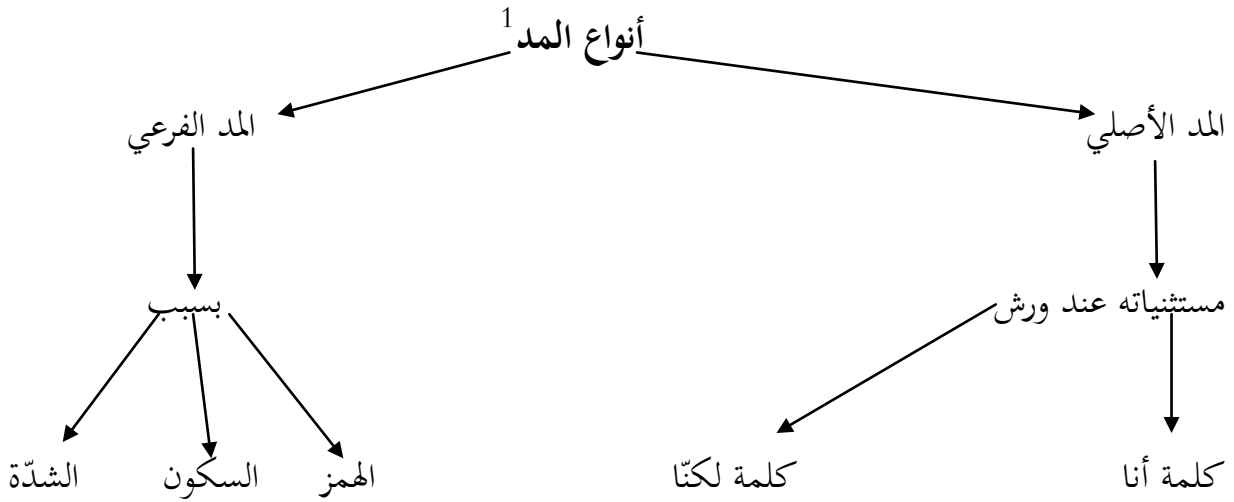 أنواع المد1
المد الأصلي
المد الفرعي
مستثنياته عند ورش
بسبب
كلمة أنا
كلمة لكنّا
الهمز
السكون
الشدّة